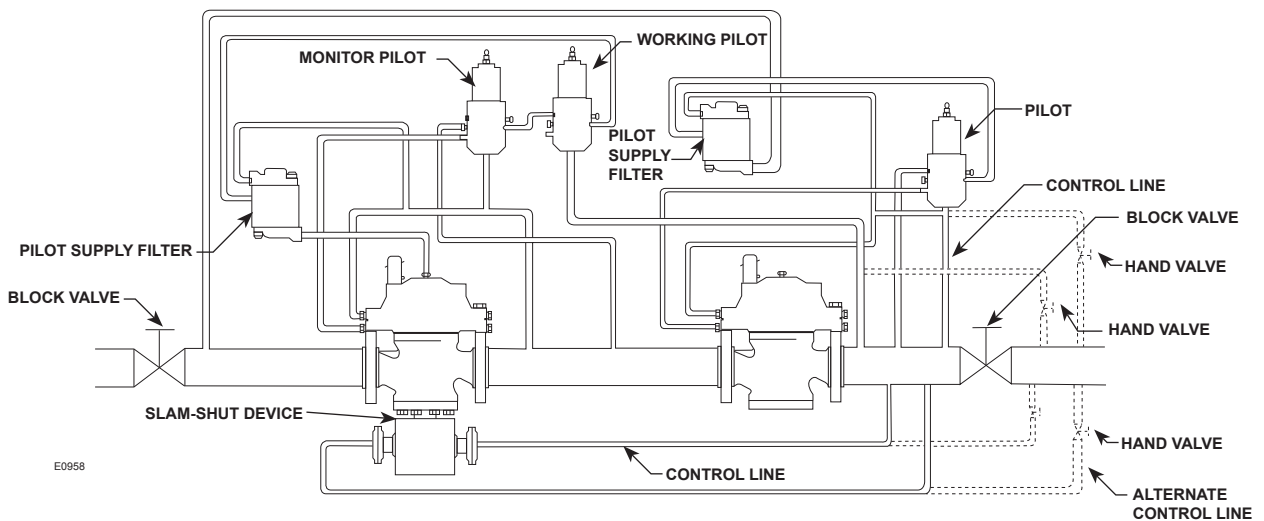 WORKING PILOT
MONITOR PILOT
PILOT
PILOT
SUPPLY
FILTER
CONTROL LINE
BLOCK VALVE
PILOT SUPPLY FILTER
HAND VALVE
BLOCK VALVE
HAND VALVE
SLAM-SHUT DEVICE
HAND VALVE
E0958
CONTROL LINE
ALTERNATE
CONTROL LINE